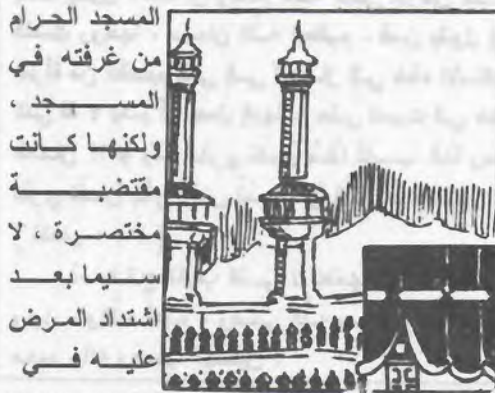 المسجد الحرام
من غرفته في
المسجد ،
ولكنها كانت
مقتضبة
مختصرة ، لا
سيما بعد
اشتداد المرض
عليه في